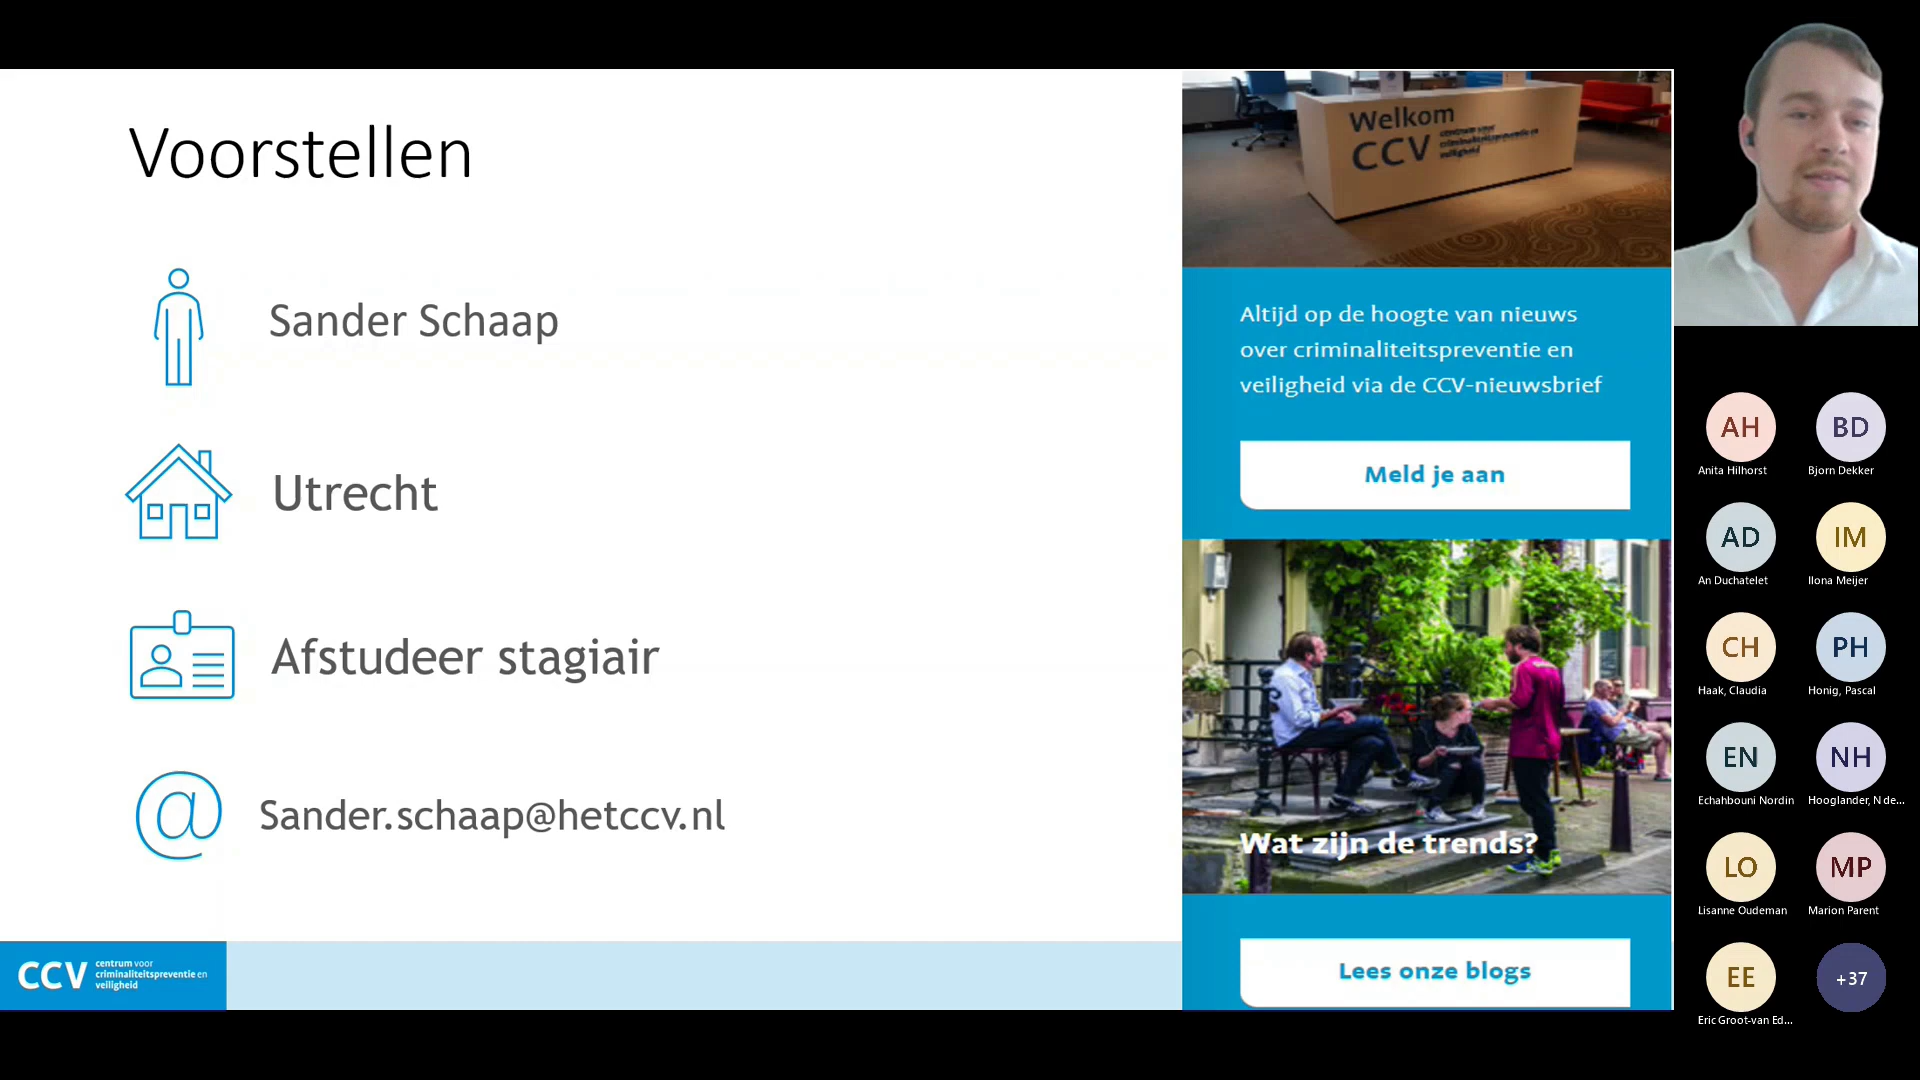 Voorstellen
Sander Schaap
Utrecht
Afstudeer stagiair
@
Sander.schaap@hetccv.nl
CCV
centrum voor
criminaliteitspreventie en
veiligheid
Welkom
CCV
centrum voor
criminaliteitspreventie en
veiligheid
Altijd op de hoogte van nieuws
over criminaliteitspreventie en
veiligheid via de CCV-nieuwsbrief
Meld je aan
Wat zijn de trends?
Lees onze blogs
AH
BD
Anita Hilhorst
Bjorn Dekker
AD
IM
An Duchatelet
Ilona Meijer
CH
PH
Haak, Claudia
Honig, Pascal
EN
NH
Echahbouni Nordin
Hooglander, N de...
LO
MP
Lisanne Oudeman
Marion Parent
EE
+37
Eric Groot-van Ed...